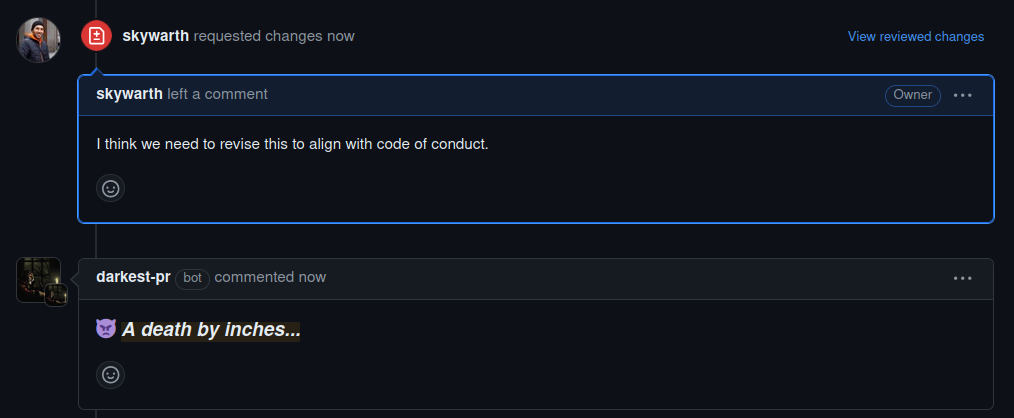 skywarth requested changes now
View reviewed changes
skywarth left a comment
Owner
I think we need to revise this to align with code of conduct.
darkest-pr bot commented now
A death by inches...